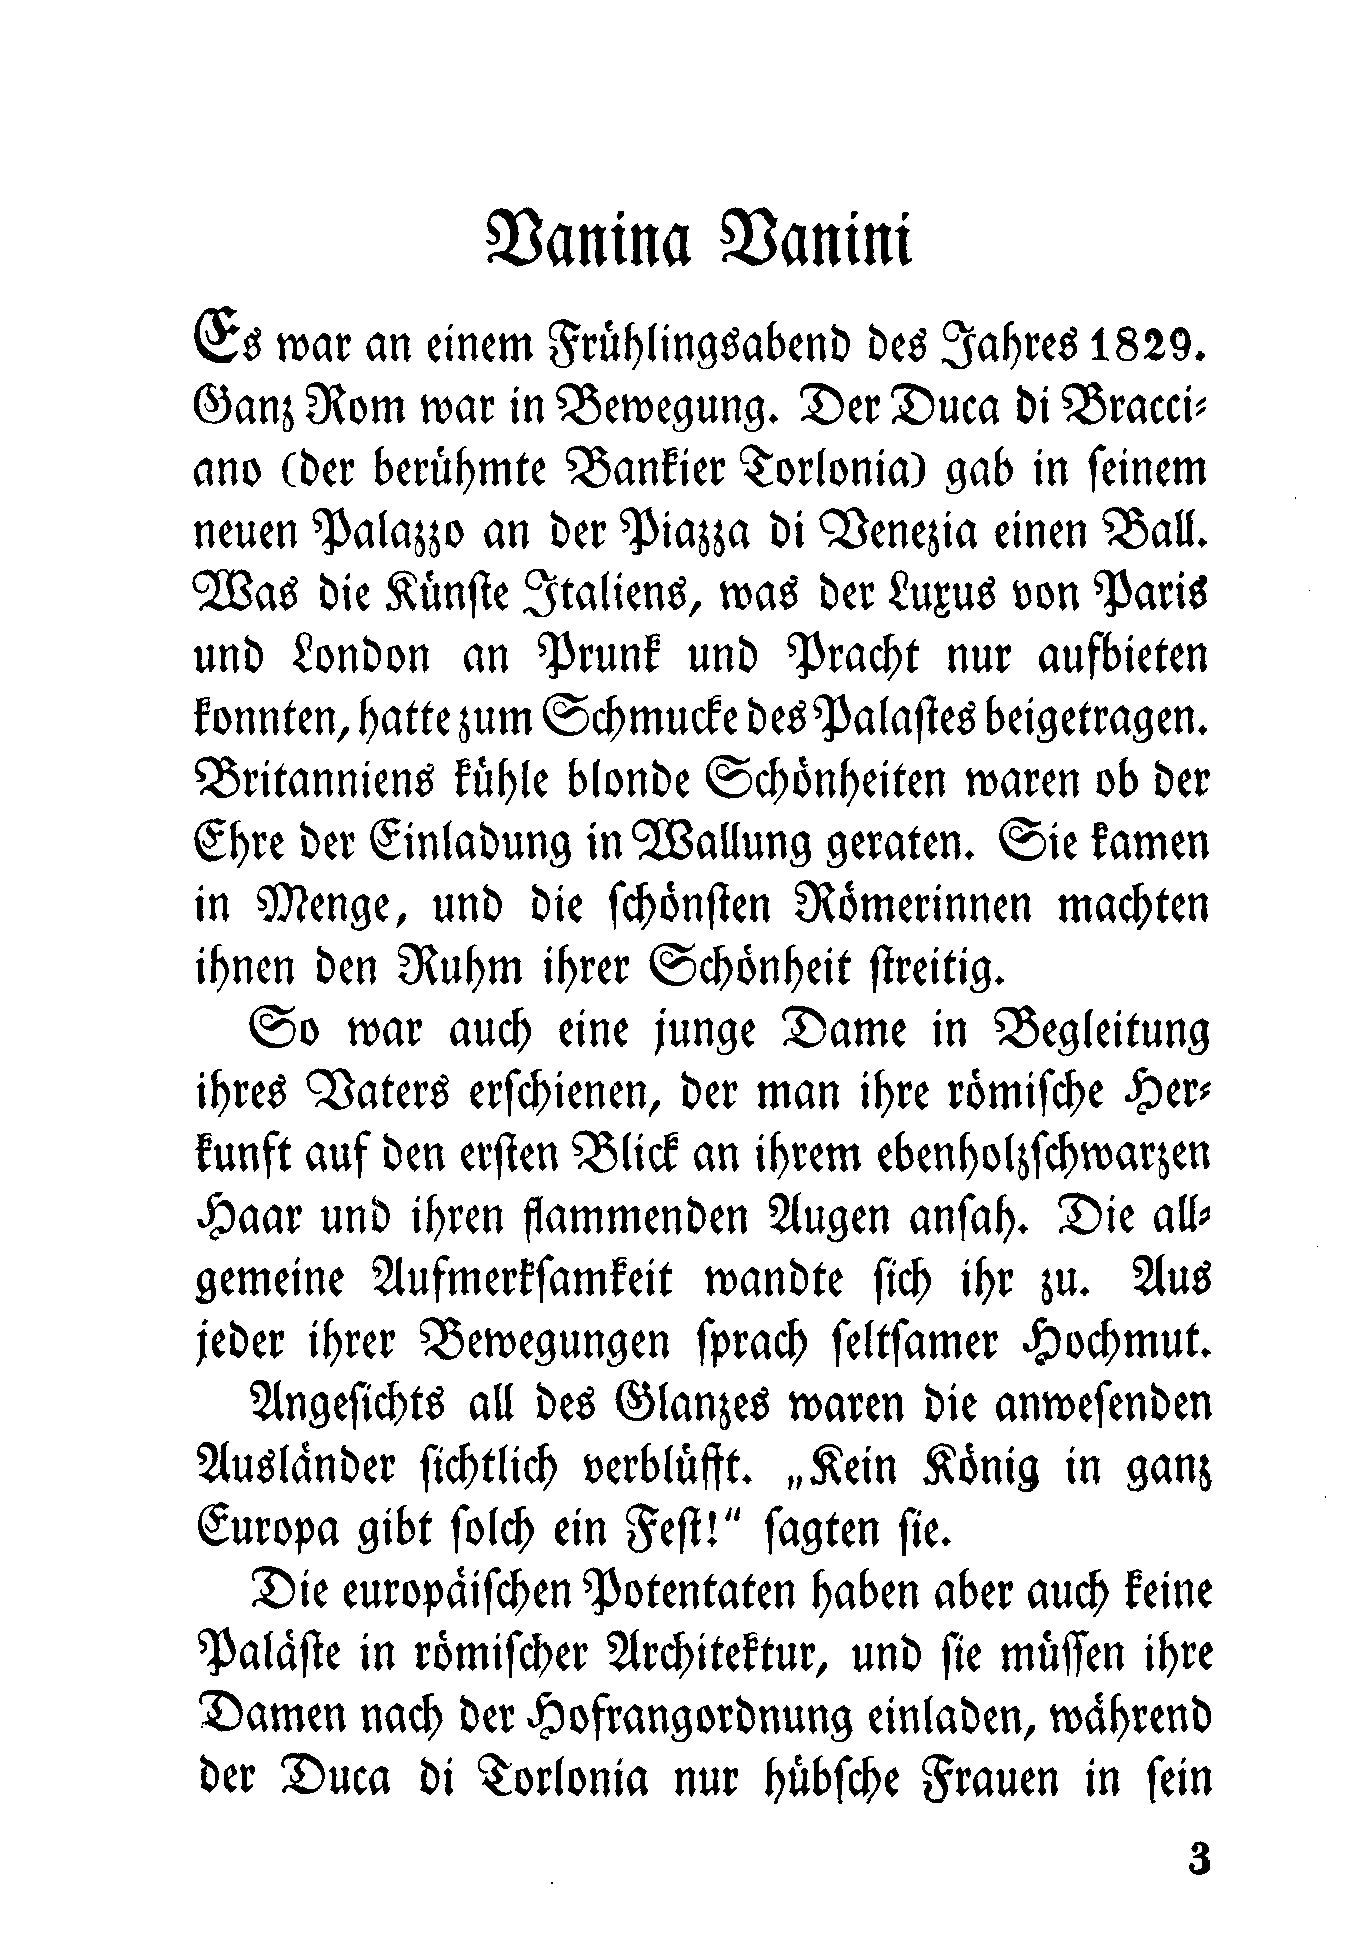 Vanina Vanini
Es war an einem Frühlingsabend des Jahres 1829.
Ganz Rom war in Bewegung. Der Duca di Bracci⸗
ano (der berühmte Bankier Torlonia) gab in ſeinem
neuen Palazzo an der Piazza di Venezia einen Ball.
Was die Künſte Italiens, was der Luxus von Paris
und London an Prunk und Pracht nur aufbieten
konnten, hatte zum Schmucke des Palaſtes beigetragen.
Britanniens kühle blonde Schönheiten waren ob der
Ehre der Einladung in Wallung geraten. Sie kamen
in Menge, und die ſchönſten Römerinnen machten
ihnen den Ruhm ihrer Schönheit ſtreitig.
So war auch eine junge Dame in Begleitung
ihres Vaters erſchienen, der man ihre römiſche Her⸗
kunft auf den erſten Blick an ihrem ebenholzſchwarzen
Haar und ihren flammenden Augen anſah. Die all⸗
gemeine Aufmerkſamkeit wandte ſich ihr zu. Aus
jeder ihrer Bewegungen ſprach ſeltſamer Hochmut.
Angeſichts all des Glanzes waren die anweſenden
Ausländer ſichtlich verblüfft. „Kein König in ganz
Europa gibt ſolch ein Feſt!“ ſagten ſie.
Die europäiſchen Potentaten haben aber auch keine
Paläſte in römiſcher Architektur, und ſie müſſen ihre
Damen nach der Hofrangordnung einladen, während
der Duca di Torlonia nur hübſche Frauen in ſein
3